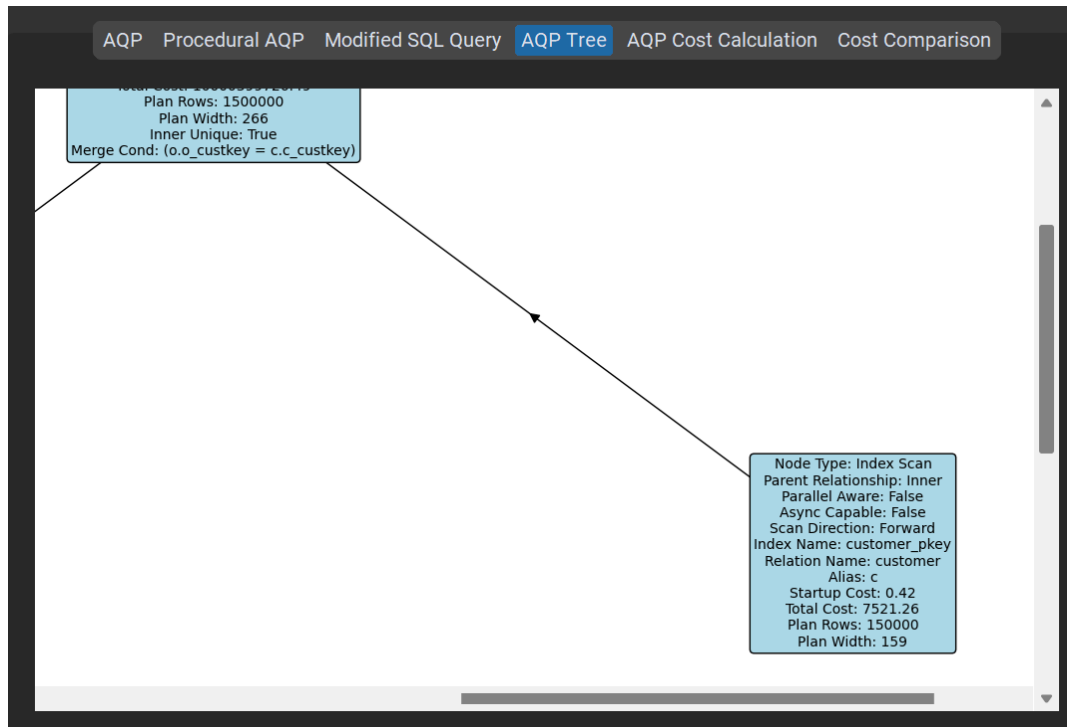 AQP Procedural AQP Modified SQL Query AQP Tree AQP Cost Calculation Cost Comparison
Total Cost:
Plan Rows: 1500000
Plan Width: 266
Inner Unique: True
Merge Cond: (o.o_custkey = c.c_custkey)
Node Type: Index Scan
Parent Relationship: Inner
Parallel Aware: False
Async Capable: False
Scan Direction: Forward
Index Name: customer_pkey
Relation Name: customer
Alias: c
Startup Cost: 0.42
Total Cost: 7521.26
Plan Rows: 150000
Plan Width: 159